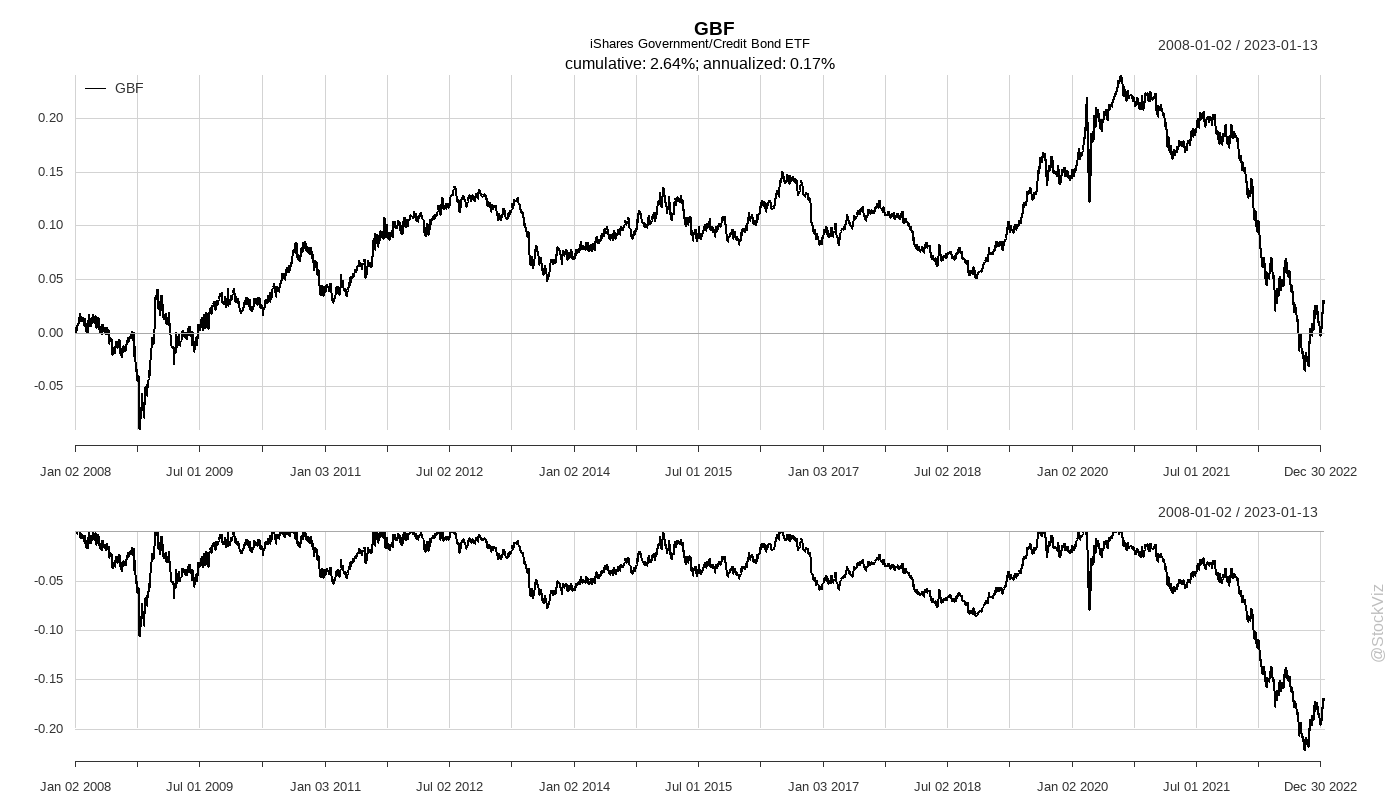 GBF
iShares Government/Credit Bond ETF
2008-01-02 / 2023-01-13
cumulative: 2.64%; annualized: 0.17%
GBF
0.20
0.15
0.10
0.05
0.00
-0.05
Jan 02 2008 Jul 01 2009 Jan 03 2011 Jul 02 2012 Jan 02 2014 Jul 01 2015 Jan 03 2017 Jul 02 2018 Jan 02 2020 Jul 01 2021 Dec 30 2022
2008-01-02 / 2023-01-13
-0.05
-0.10
-0.15
-0.20
Jan 02 2008 Jul 01 2009 Jan 03 2011 Jul 02 2012 Jan 02 2014 Jul 01 2015 Jan 03 2017 Jul 02 2018 Jan 02 2020 Jul 01 2021 Dec 30 2022
@StockViz